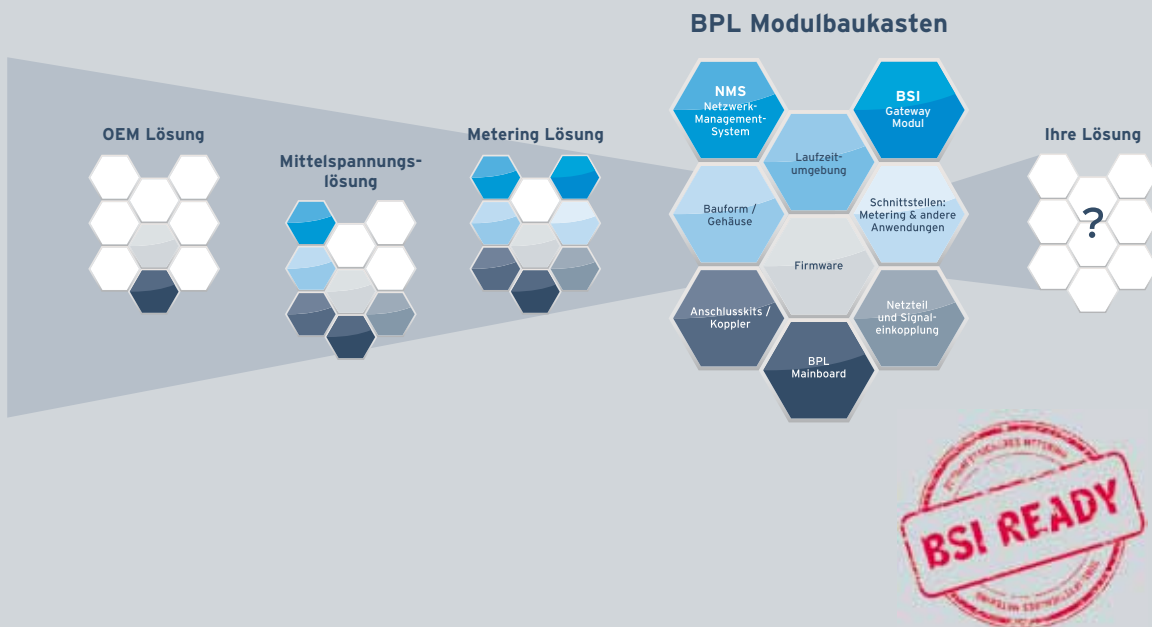 BPL Modulbaukasten
OEM Lösung
Mittelspannungs-
lösung
Metering Lösung
NMS
Netzwerk-
Management-
System
BSI
Gateway
Modul
Laufzeit-
umgebung
Bauform /
Gehäuse
Schnittstellen:
Metering & andere
Anwendungen
Firmware
Anschlusskits /
Koppler
Netzteil
und Signal-
einkopplung
BPL
Mainboard
Ihre Lösung
?
BSI READY